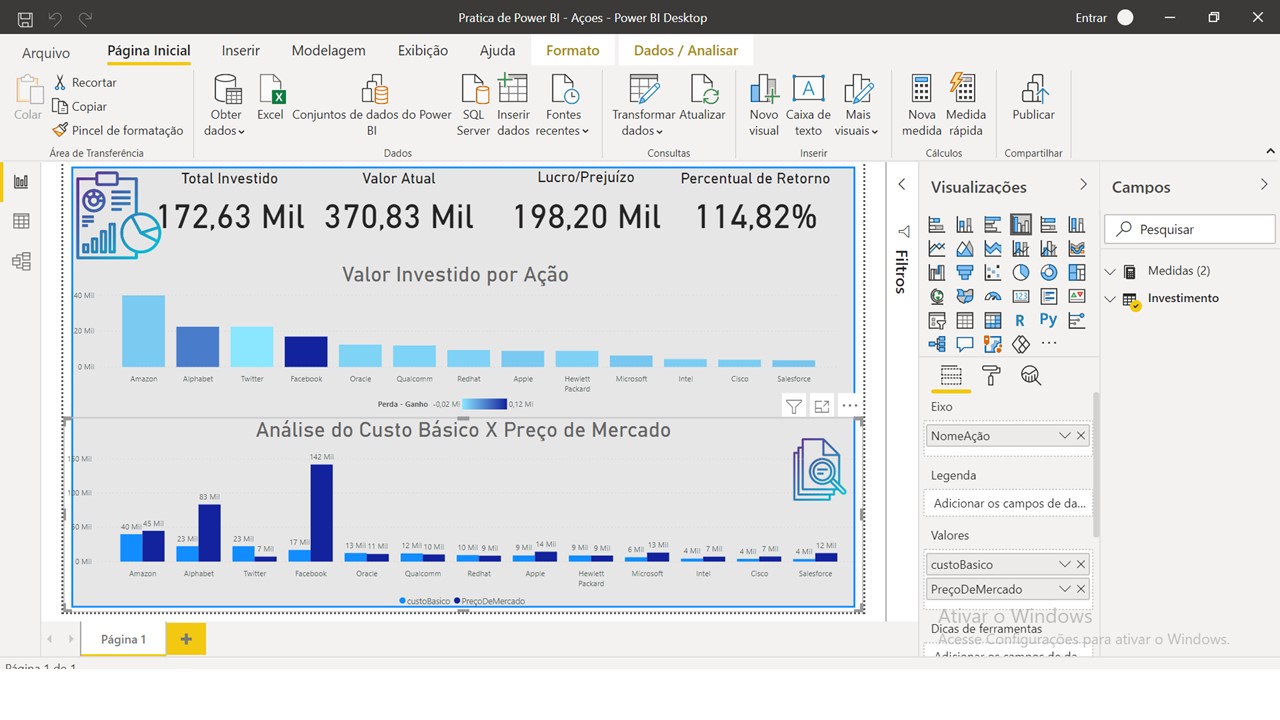 Pratica de Power BI - Açoes - Power BI Desktop
Entrar
Arquivo
Página Inicial
Inserir
Modelagem
Exibição
Ajuda
Formato
Dados / Analisar
Colar
Recortar
Copiar
Pincel de formatação
Área de Transferência
Obter
dados
Excel
Conjuntos de dados do Power
BI
SQL
Server
Inserir
dados
Fontes
recentes
Dados
Transformar
dados
Atualizar
Consultas
Novo
visual
Caixa de
texto
Mais
visuais
Inserir
Nova
medida
Medida
rápida
Cálculos
Publicar
Compartilhar
Total Investido
Valor Atual
Lucro/Prejuízo
Percentual de Retorno
172,63 Mil
370,83 Mil
198,20 Mil
114,82%
Valor Investido por Ação
40 Mil
20 Mil
0 Mil
Amazon
Alphabet
Twitter
Facebook
Oracle
Qualcomm
Redhat
Apple
Hewlett
Packard
Microsoft
Intel
Cisco
Salesforce
Perda - Ganho
-0,02 Mi
0,12 Mi
Análise do Custo Básico X Preço de Mercado
150 Mil
100 Mil
50 Mil
0 Mil
40 Mil
45 Mil
23 Mil
83 Mil
23 Mil
7 Mil
17 Mil
142 Mil
13 Mil
11 Mil
12 Mil
10 Mil
10 Mil
9 Mil
9 Mil
14 Mil
9 Mil
9 Mil
6 Mil
13 Mil
4 Mil
7 Mil
4 Mil
7 Mil
4 Mil
12 Mil
Amazon
Alphabet
Twitter
Facebook
Oracle
Qualcomm
Redhat
Apple
Hewlett
Packard
Microsoft
Intel
Cisco
Salesforce
custoBasico
PreçoDeMercado
Filtros
Visualizações
R
Py
Eixo
NomeAção
Legenda
Adicionar os campos de da...
Valores
custoBasico
PreçoDeMercado
Dicas de ferramentas
Adicionar os campos de da...
Campos
Pesquisar
Medidas (2)
Investimento
Ativar o Windows
Acesse Configurações para ativar o Windows.
Página 1
Página 1 de 1